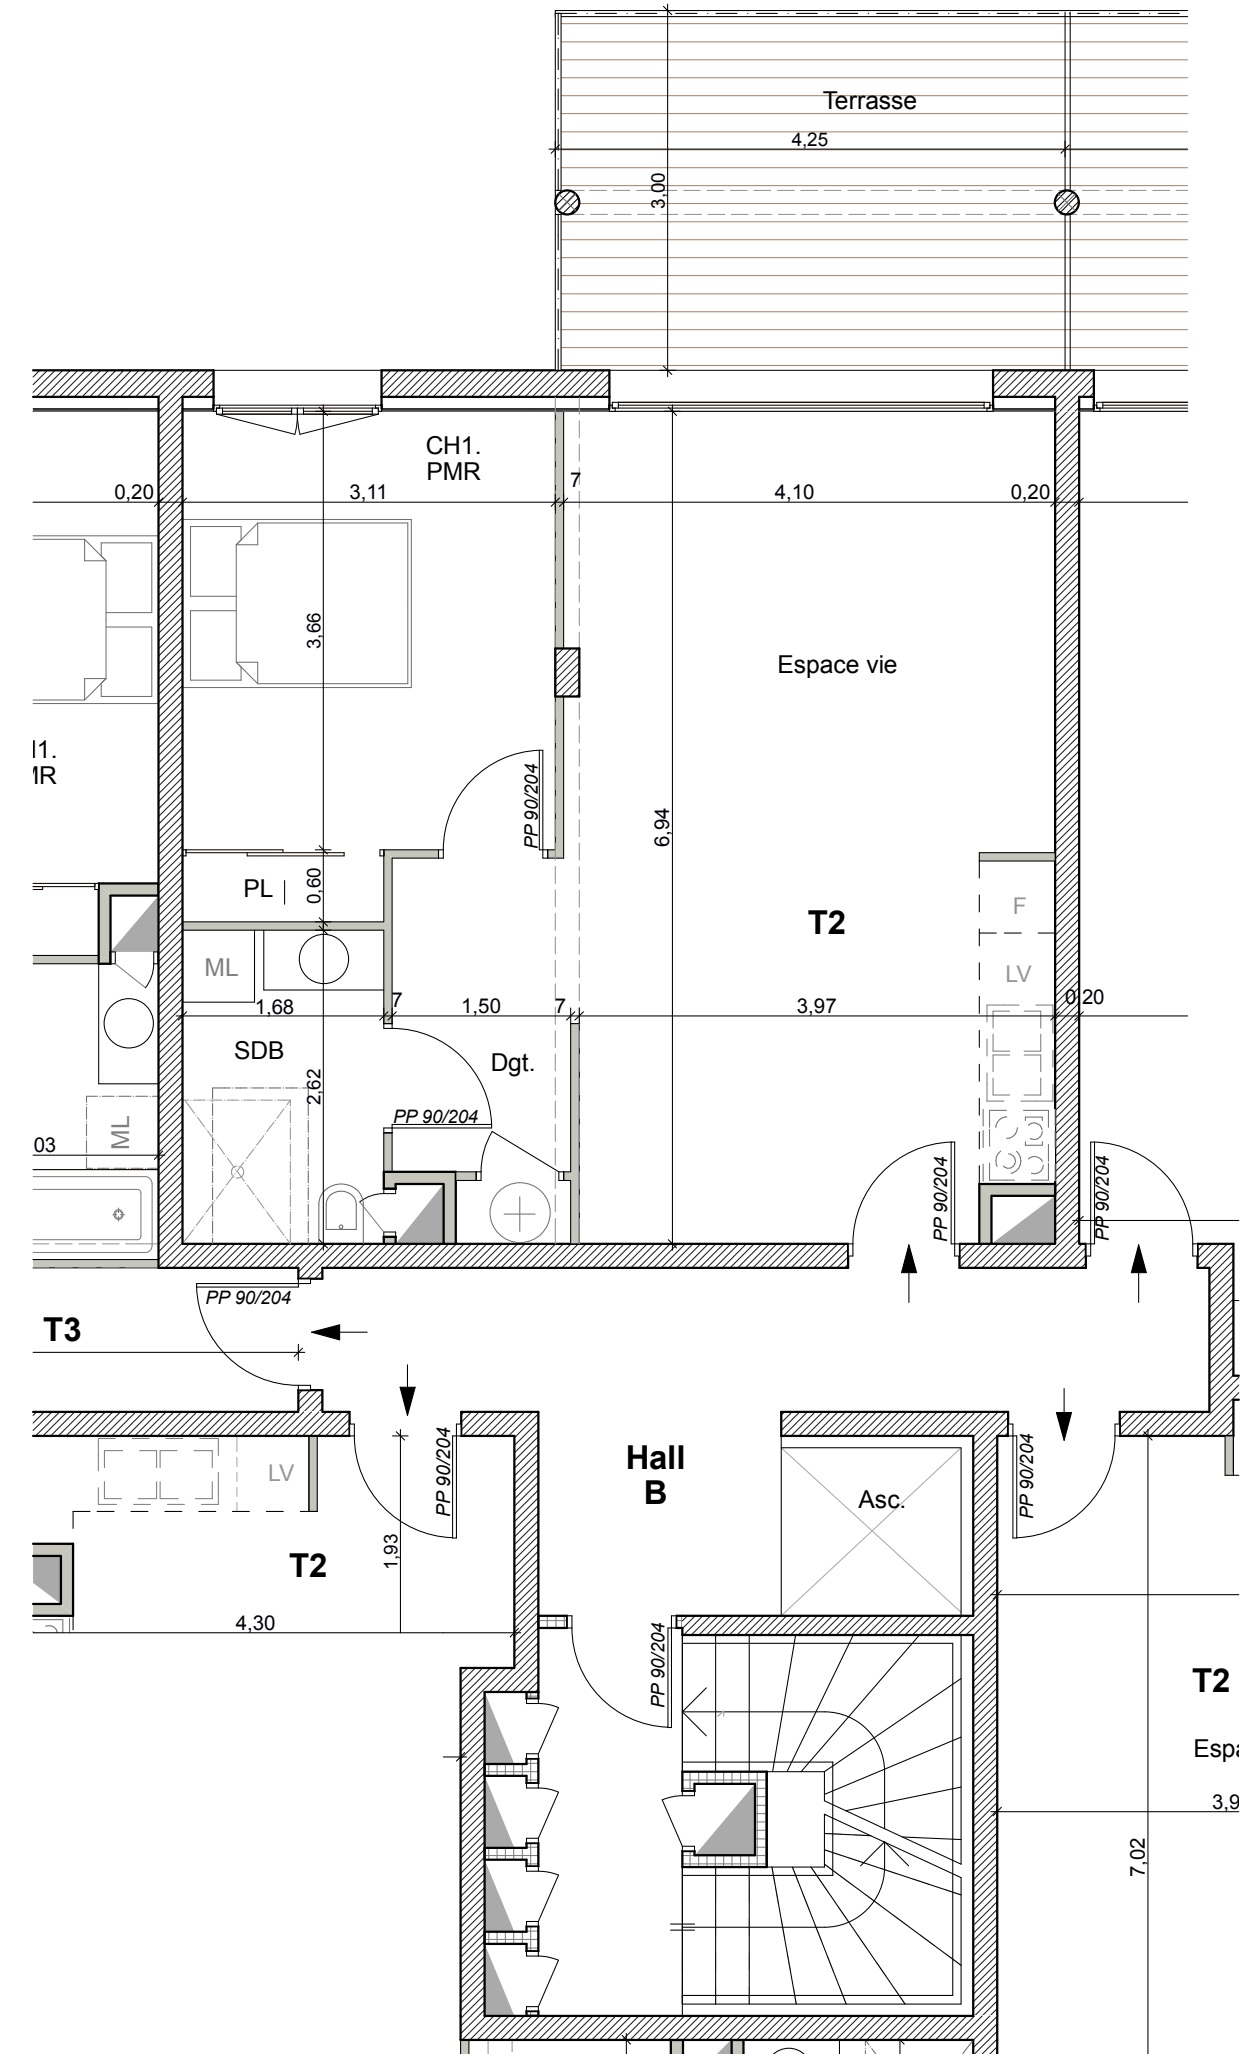 Terrasse
4,25
3,00
CH1.
PMR
0,20
3,11
7
4,10
0,20
3,66
Espace vie
PP 90/204
6,94
PL
0,60
T2
F
LV
ML
1,68
7
1,50
7
3,97
0,20
SDB
2,62
Dgt.
PP 90/204
ML
03
PP 90/204
PP 90/204
PP 90/204
T3
PP 90/204
LV
PP 90/204
Hall
B
Asc.
PP 90/204
1,93
T2
4,30
PP 90/204
T2
3,9
7,02